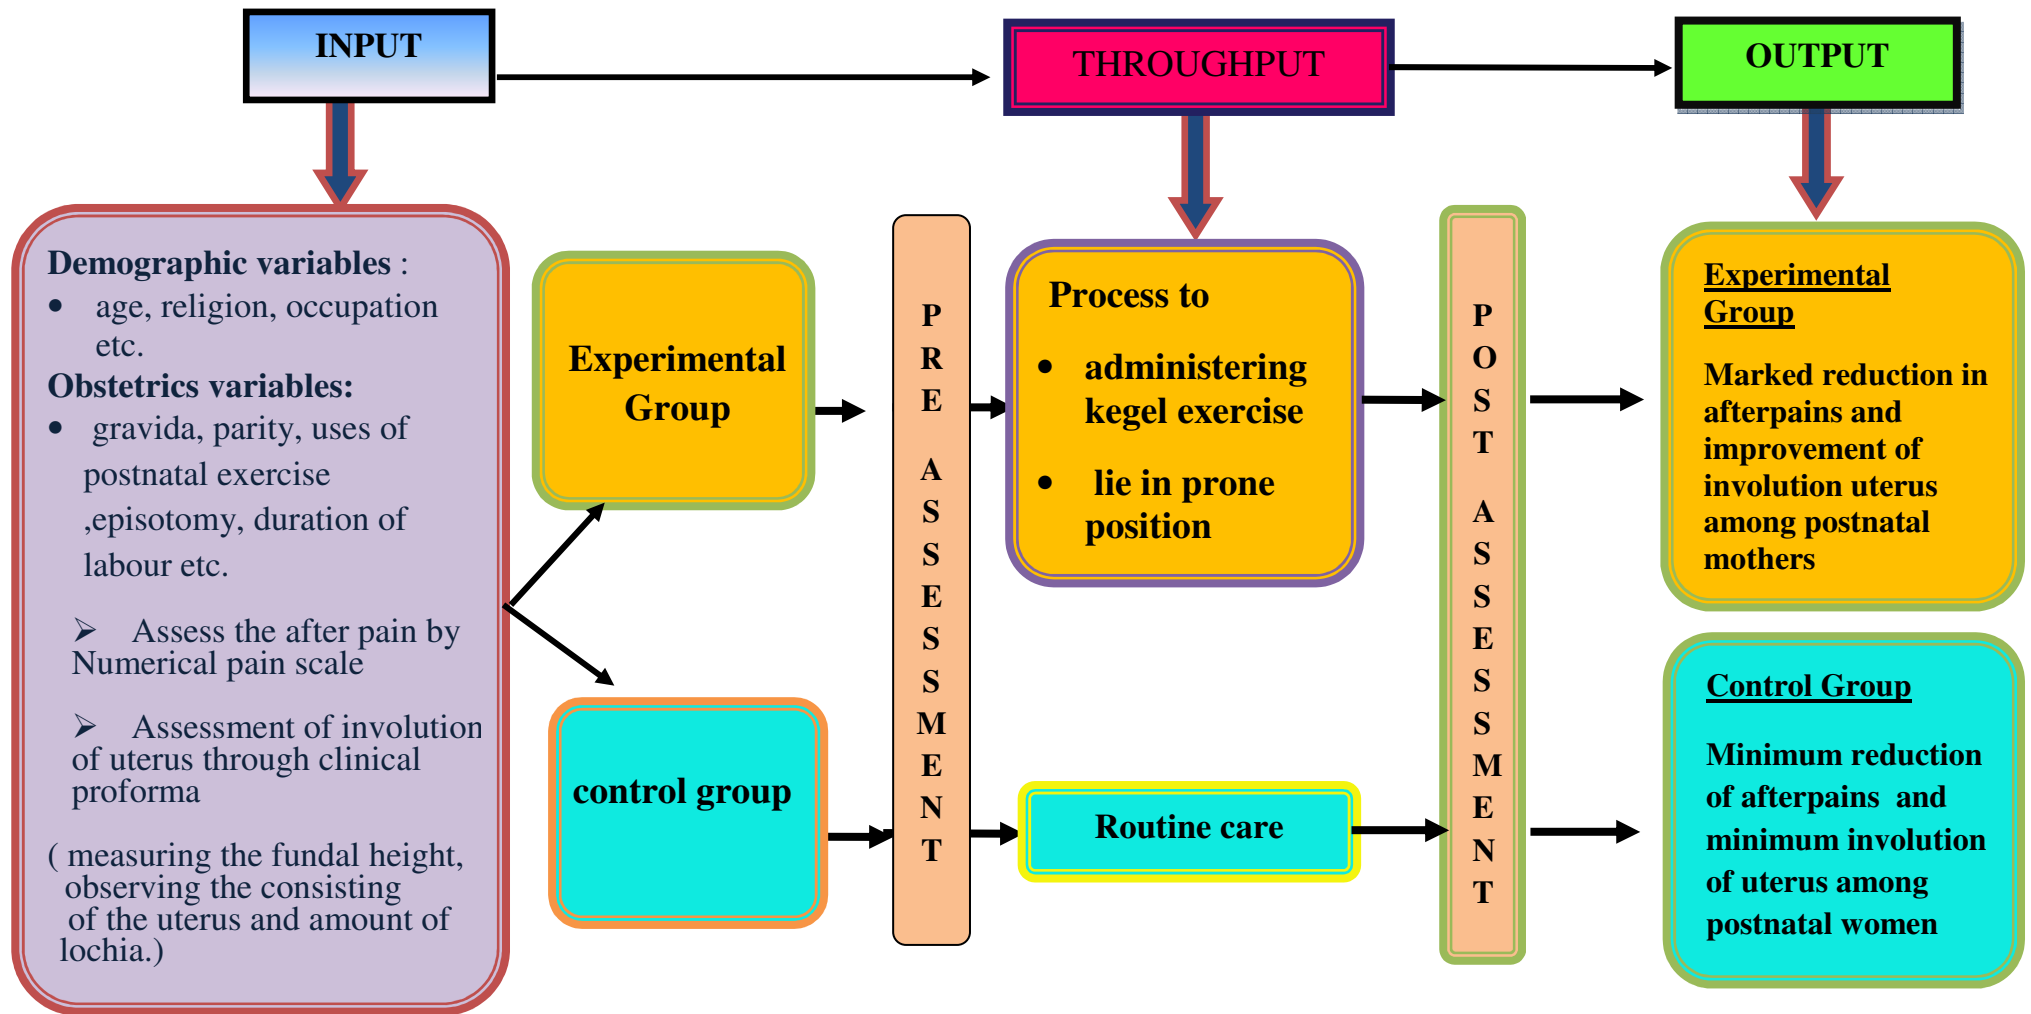 INPUT
THROUGHPUT
OUTPUT
Demographic variables :
• age, religion, occupation
etc.
Obstetrics variables:
• gravida, parity, uses of
postnatal exercise
,episotomy, duration of
labour etc.
➢ Assess the after pain by
Numerical pain scale
➢ Assessment of involution
of uterus through clinical
proforma
( measuring the fundal height,
observing the consisting
of the uterus and amount of
lochia.)
Experimental
Group
control group
P
R
E
A
S
S
E
S
S
M
E
N
T
Process to
• administering
kegel exercise
• lie in prone
position
Routine care
P
O
S
T
A
S
S
E
S
S
M
E
N
T
Experimental
Group
Marked reduction in
afterpains and
improvement of
involution uterus
among postnatal
mothers
Control Group
Minimum reduction
of afterpains and
minimum involution
of uterus among
postnatal women